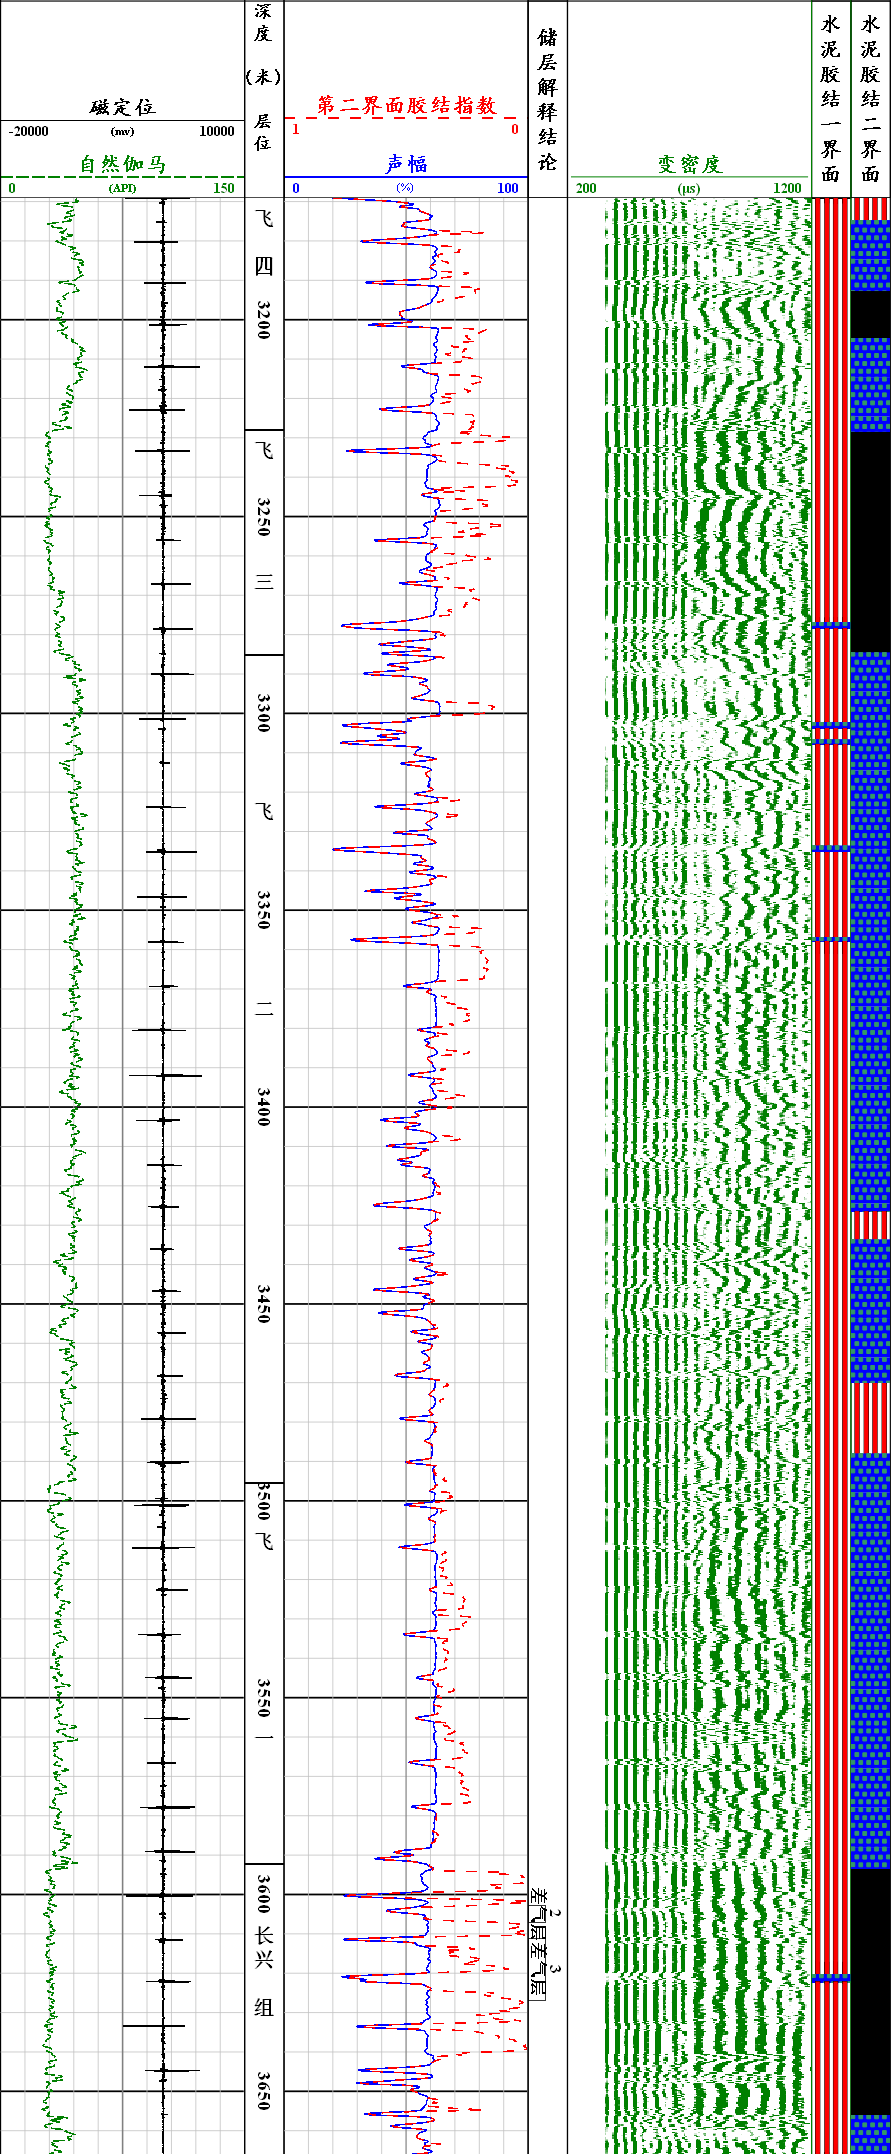 磁定位
-20000 (mv) 10000
自然伽马
0 (API) 150
深度(米)
层位
第二界面胶结指数
1 0
声幅
0 (%) 100
储层解释结论
变密度
200 (μs) 1200
水泥胶结一界面
水泥胶结二界面
飞四
3200
飞三
3250
3300
飞二
3350
3400
3450
3500
飞一
3550
3600
长兴组
3650
2
差气层
3
差气层